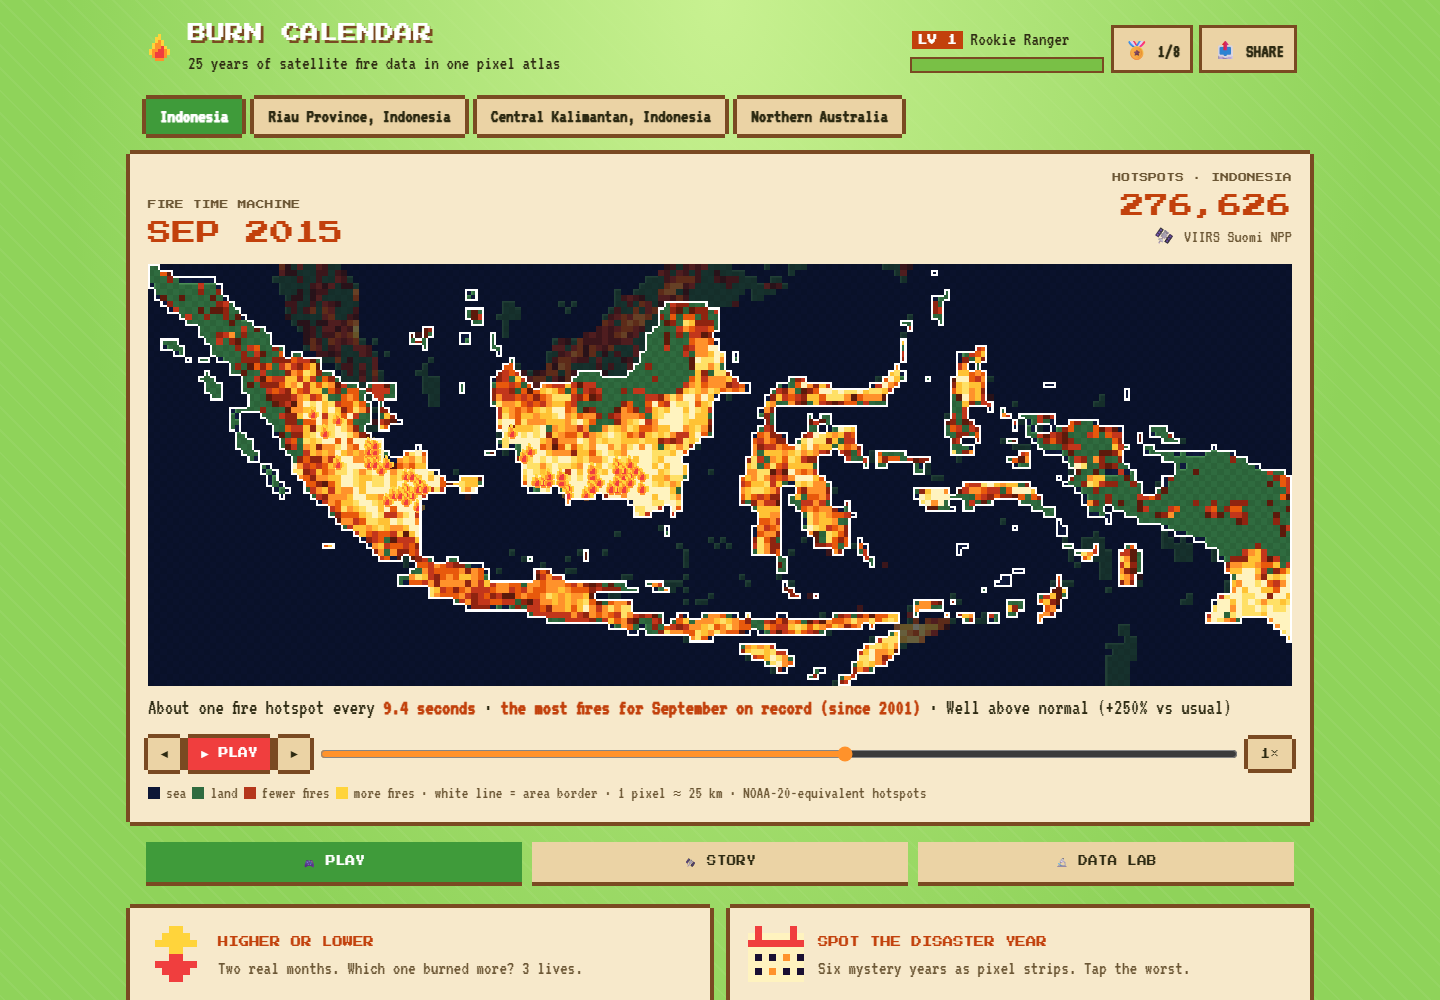 BURN CALENDAR
25 years of satellite fire data in one pixel atlas
LV 1 Rookie Ranger
1/8
SHARE
Indonesia
Riau Province, Indonesia
Central Kalimantan, Indonesia
Northern Australia
FIRE TIME MACHINE
SEP 2015
HOTSPOTS · INDONESIA
276,626
VIIRS Suomi NPP
About one fire hotspot every 9.4 seconds · the most fires for September on record (since 2001) · Well above normal (+250% vs usual)
◄ ► PLAY ► 1×
sea land fewer fires more fires · white line = area border · 1 pixel ≈ 25 km · NOAA-20-equivalent hotspots
PLAY
STORY
DATA LAB
HIGHER OR LOWER
Two real months. Which one burned more? 3 lives.
SPOT THE DISASTER YEAR
Six mystery years as pixel strips. Tap the worst.